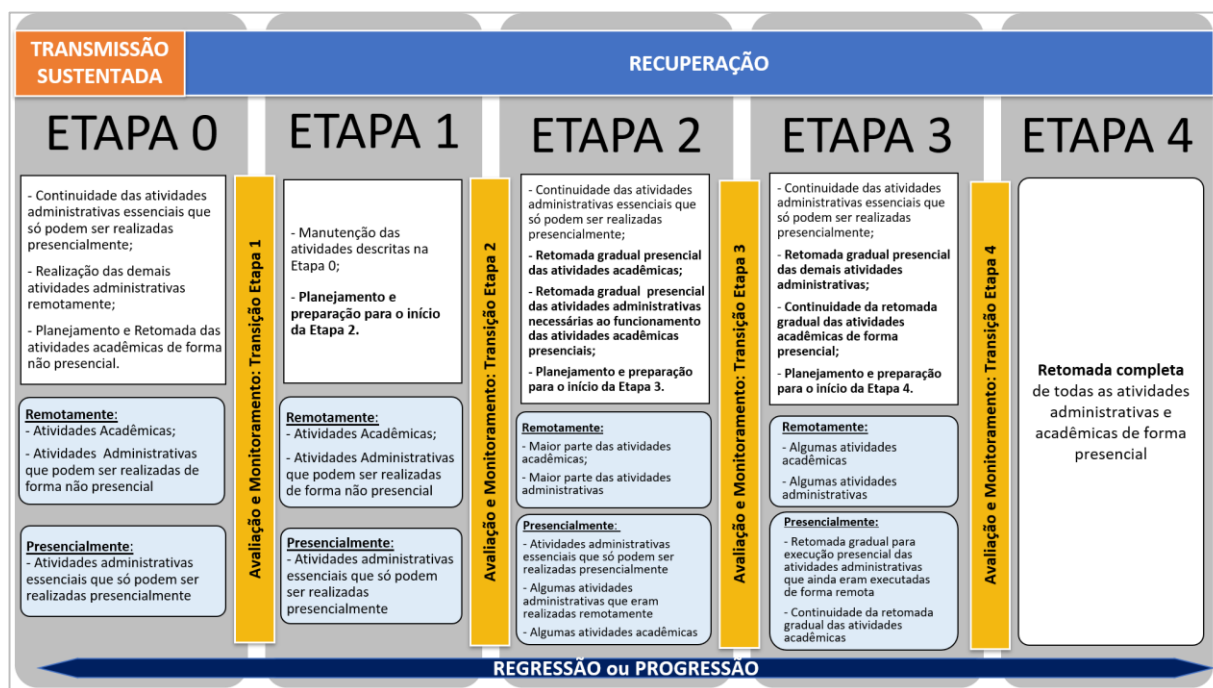 TRANSMISSÃO
SUSTENTADA
RECUPERAÇÃO
ETAPA 0
- Continuidade das atividades
administrativas essenciais que
só podem ser realizadas
presencialmente;
- Realização das demais
atividades administrativas
remotamente;
- Planejamento e Retomada das
atividades acadêmicas de forma
não presencial.
Remotamente:
- Atividades Acadêmicas;
- Atividades Administrativas
que podem ser realizadas de
forma não presencial
Presencialmente:
- Atividades administrativas
essenciais que só podem ser
realizadas presencialmente
Avaliação e Monitoramento: Transição Etapa 1
ETAPA 1
- Manutenção das
atividades descritas na
Etapa 0;
- Planejamento e
preparação para o início
da Etapa 2.
Remotamente:
- Atividades Acadêmicas;
- Atividades Administrativas
que podem ser realizadas
de forma não presencial
Presencialmente:
- Atividades administrativas
essenciais que só podem
ser realizadas
presencialmente
Avaliação e Monitoramento: Transição Etapa 2
ETAPA 2
- Continuidade das atividades
administrativas essenciais que
só podem ser realizadas
presencialmente;
- Retomada gradual presencial
das atividades acadêmicas;
- Retomada gradual presencial
das atividades administrativas
necessárias ao funcionamento
das atividades acadêmicas
presenciais;
- Planejamento e preparação
para o início da Etapa 3.
Remotamente:
- Maior parte das atividades
acadêmicas;
- Maior parte das atividades
administrativas
Presencialmente:
- Atividades administrativas
essenciais que só podem ser
realizadas presencialmente
- Algumas atividades
administrativas que eram
realizadas remotamente
- Algumas atividades acadêmicas
Avaliação e Monitoramento: Transição Etapa 3
ETAPA 3
- Continuidade das atividades
administrativas essenciais que
só podem ser realizadas
presencialmente;
- Retomada gradual presencial
das demais atividades
administrativas;
- Continuidade da retomada
gradual das atividades
acadêmicas de forma
presencial;
- Planejamento e preparação
para o início da Etapa 4.
Remotamente:
- Algumas atividades
acadêmicas
- Algumas atividades
administrativas
Presencialmente:
- Retomada gradual para
execução presencial das
atividades administrativas
que ainda eram executadas
de forma remota
- Continuidade da retomada
gradual das atividades
acadêmicas
Avaliação e Monitoramento: Transição Etapa 4
ETAPA 4
Retomada completa
de todas as atividades
administrativas e
acadêmicas de forma
presencial
REGRESSÃO ou PROGRESSÃO